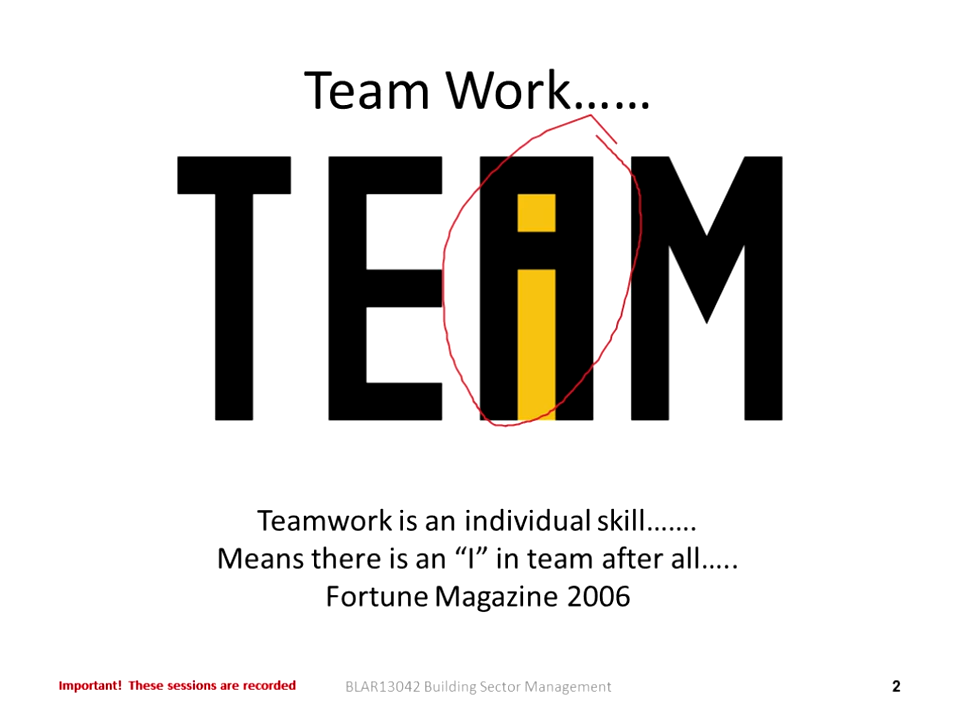 Team Work……
TEAM
Teamwork is an individual skill…….
Means there is an “I” in team after all…..
Fortune Magazine 2006
Important! These sessions are recorded
BLAR13042 Building Sector Management
2